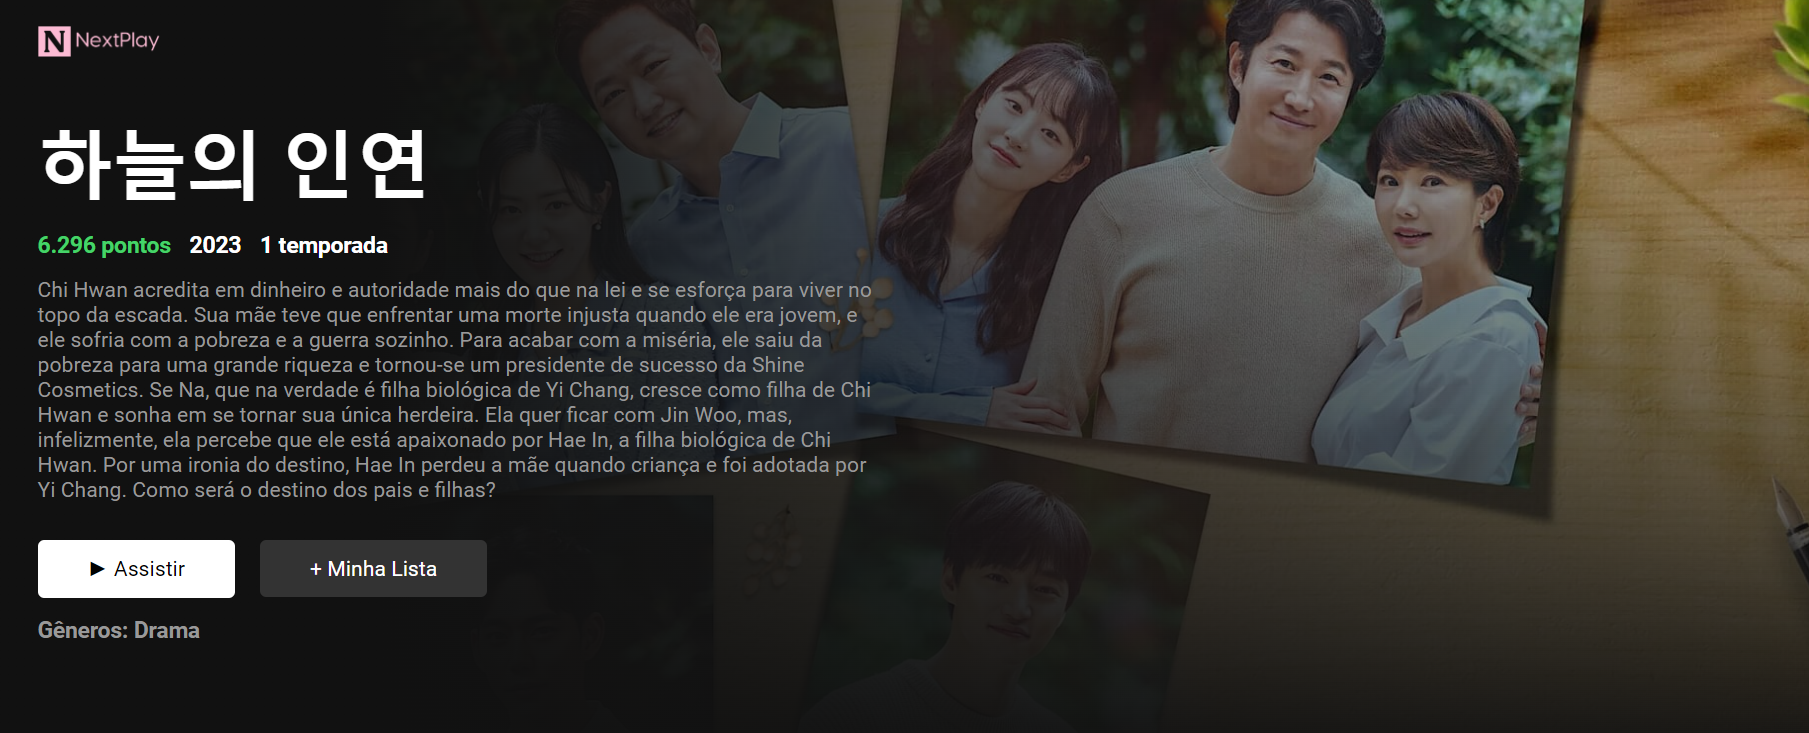 N NextPlay
하늘의 인연
6.296 pontos 2023 1 temporada
Chi Hwan acredita em dinheiro e autoridade mais do que na lei e se esforça para viver no
topo da escada. Sua mãe teve que enfrentar uma morte injusta quando ele era jovem, e
ele sofria com a pobreza e a guerra sozinho. Para acabar com a miséria, ele saiu da
pobreza para uma grande riqueza e tornou-se um presidente de sucesso da Shine
Cosmetics. Se Na, que na verdade é filha biológica de Yi Chang, cresce como filha de Chi
Hwan e sonha em se tornar sua única herdeira. Ela quer ficar com Jin Woo, mas,
infelizmente, ela percebe que ele está apaixonado por Hae In, a filha biológica de Chi
Hwan. Por uma ironia do destino, Hae In perdeu a mãe quando criança e foi adotada por
Yi Chang. Como será o destino dos pais e filhas?
► Assistir + Minha Lista
Gêneros: Drama